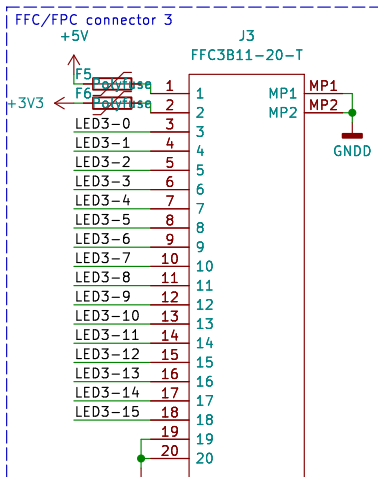 FFC/FPC connector 3
+5V
J3
FFC3B11-20-T
F5
Polyfuse
1
1
MP1
MP1
F6
+3V3
Polyfuse
2
2
MP2
MP2
GNDD
LED3-0
3
3
LED3-1
4
4
LED3-2
5
5
LED3-3
6
6
LED3-4
7
7
LED3-5
8
8
LED3-6
9
9
LED3-7
10
10
LED3-8
11
11
LED3-9
12
12
LED3-10
13
13
LED3-11
14
14
LED3-12
15
15
LED3-13
16
16
LED3-14
17
17
LED3-15
18
18
19
19
20
20